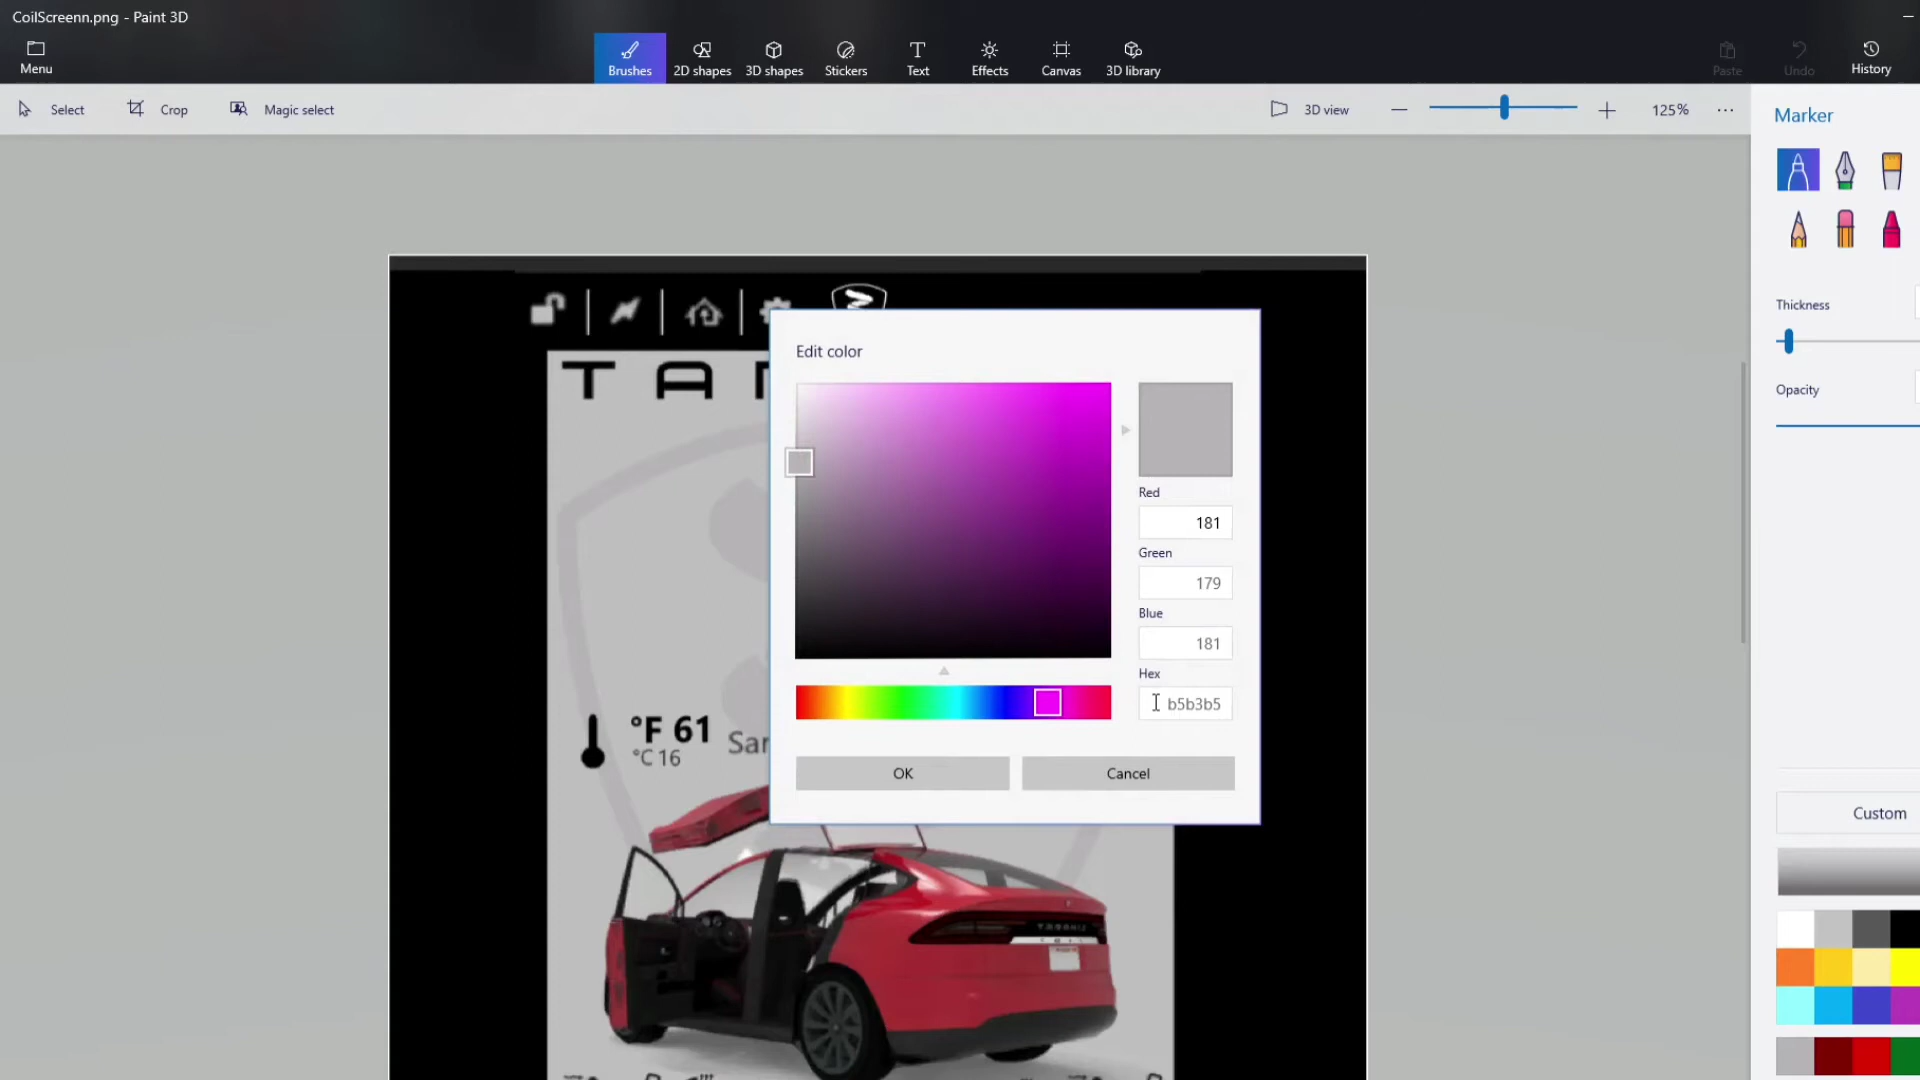 CoilScreenn.png - Paint 3D
Menu
Brushes
2D shapes
3D shapes
Stickers
Text
Effects
Canvas
3D library
Paste
Undo
History
Select
Crop
Magic select
3D view
125%
Marker
Thickness
Opacity
T A
Edit color
Red
181
Green
179
Blue
181
Hex
b5b3b5
OK
Cancel
°F 61
°C 16
Sar
Custom